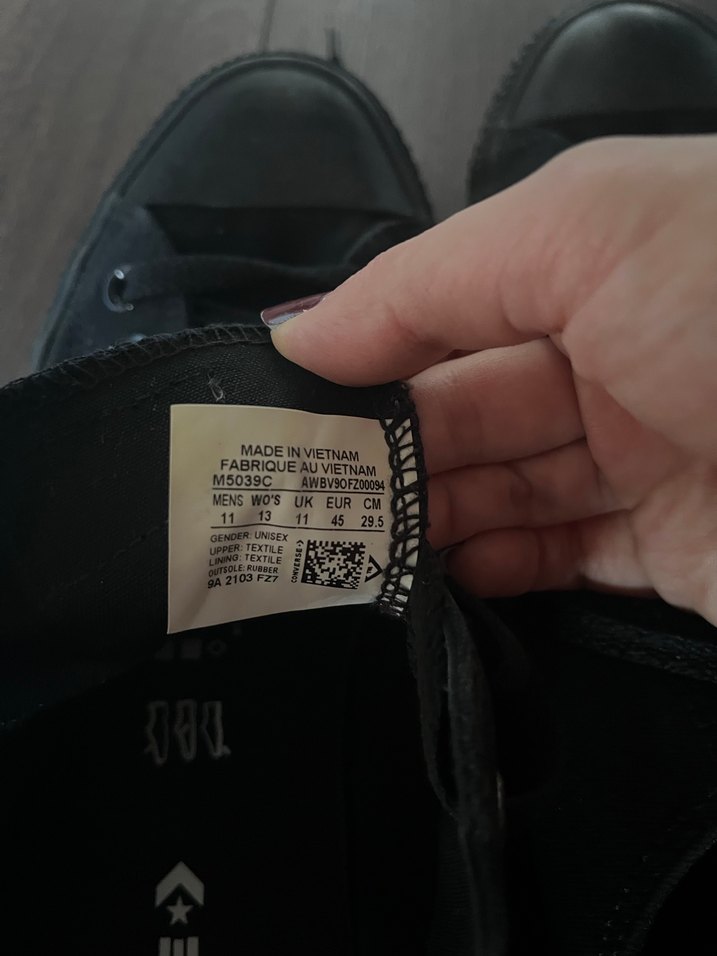 MADE IN VIETNAM
FABRIQUE AU VIETNAM
M5039C AWBV9OFZ00094
MENS WO'S UK EUR CM
11 13 11 45 29.5
GENDER: UNISEX
UPPER: TEXTILE
LINING: TEXTILE
OUTSOLE: RUBBER
9A 2103 FZ7
CONVERSE